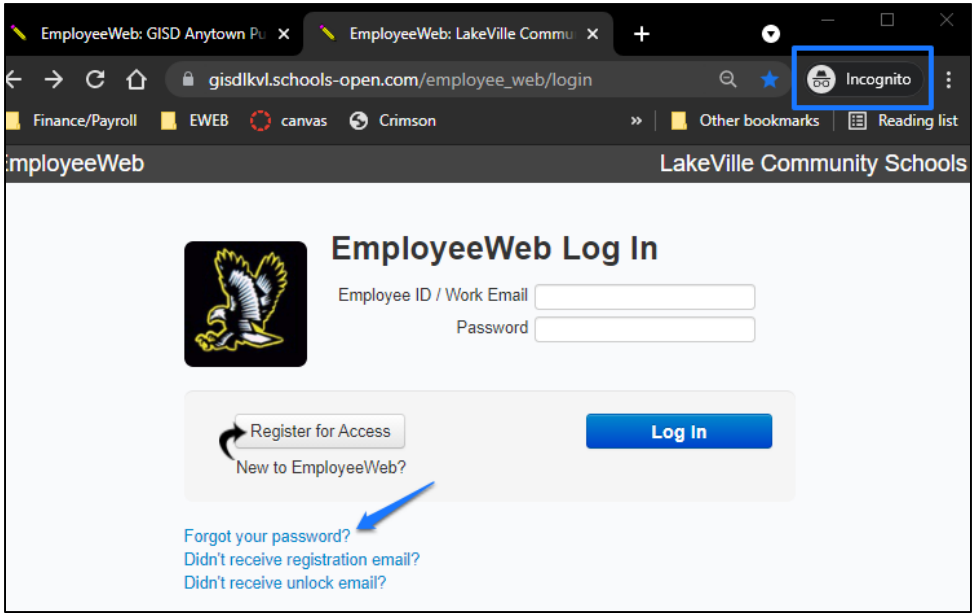 EmployeeWeb: GISD Anytown Pu
EmployeeWeb: LakeVille Commu
gisdlkvl.schools-open.com/employee_web/login
Incognito
Finance/Payroll EWEB canvas Crimson » Other bookmarks Reading list
mployeeWeb LakeVille Community Schools
EmployeeWeb Log In
Employee ID / Work Email
Password
Register for Access
Log In
New to EmployeeWeb?
Forgot your password?
Didn't receive registration email?
Didn't receive unlock email?